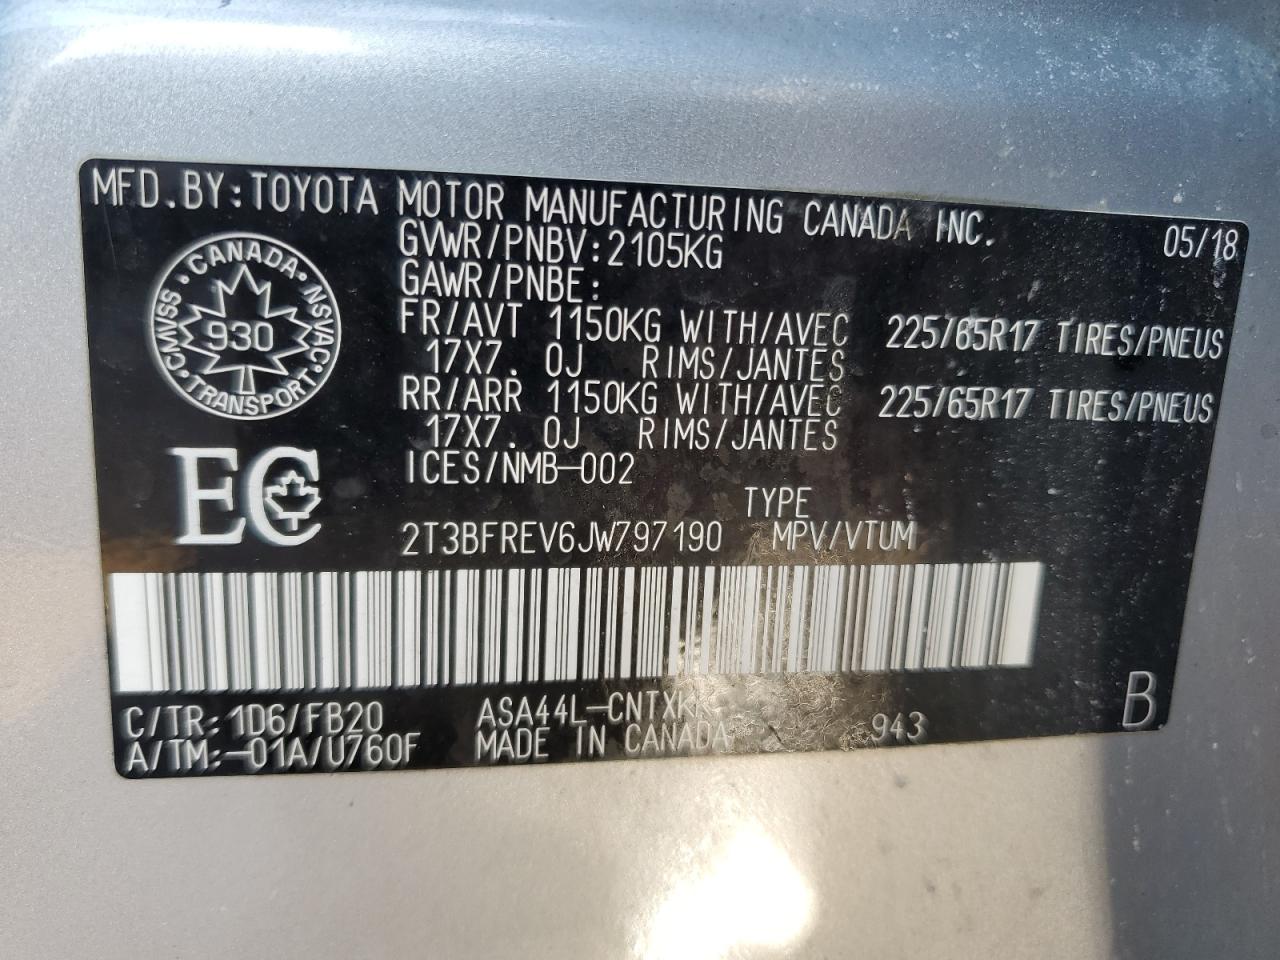 MFD.BY:TOYOTA MOTOR MANUFACTURING CANADA INC.
05/18
GVWR/PNBV:2105KG
GAWR/PNBE:
FR/AVT 1150KG WITH/AVEC 225/65R17 TIRES/PNEUS
17X7. 0J RIMS/JANTES
RR/ARR 1150KG WITH/AVEC 225/65R17 TIRES/PNEUS
17X7. 0J RIMS/JANTES
ICES/NMB-002
CANADA
NSVAC
CMVSS
930
TRANSPORT
EC
TYPE
2T3BFREV6JW797190 MPV/VTUM
C/TR:1D6/FB20 ASA44L-CNTXK
943
B
A/TM:-01A/U760F MADE IN CANADA